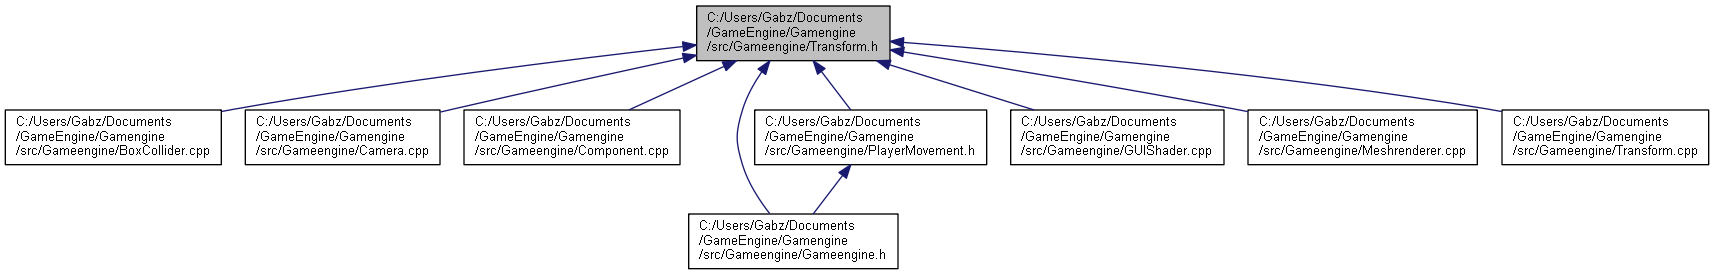 C:/Users/Gabz/Documents
/GameEngine/Gamengine
/src/Gameengine/Transform.h
C:/Users/Gabz/Documents
/GameEngine/Gamengine
/src/Gameengine/BoxCollider.cpp
C:/Users/Gabz/Documents
/GameEngine/Gamengine
/src/Gameengine/Camera.cpp
C:/Users/Gabz/Documents
/GameEngine/Gamengine
/src/Gameengine/Component.cpp
C:/Users/Gabz/Documents
/GameEngine/Gamengine
/src/Gameengine/PlayerMovement.h
C:/Users/Gabz/Documents
/GameEngine/Gamengine
/src/Gameengine/GUIShader.cpp
C:/Users/Gabz/Documents
/GameEngine/Gamengine
/src/Gameengine/Meshrenderer.cpp
C:/Users/Gabz/Documents
/GameEngine/Gamengine
/src/Gameengine/Transform.cpp
C:/Users/Gabz/Documents
/GameEngine/Gamengine
/src/Gameengine/Gameengine.h